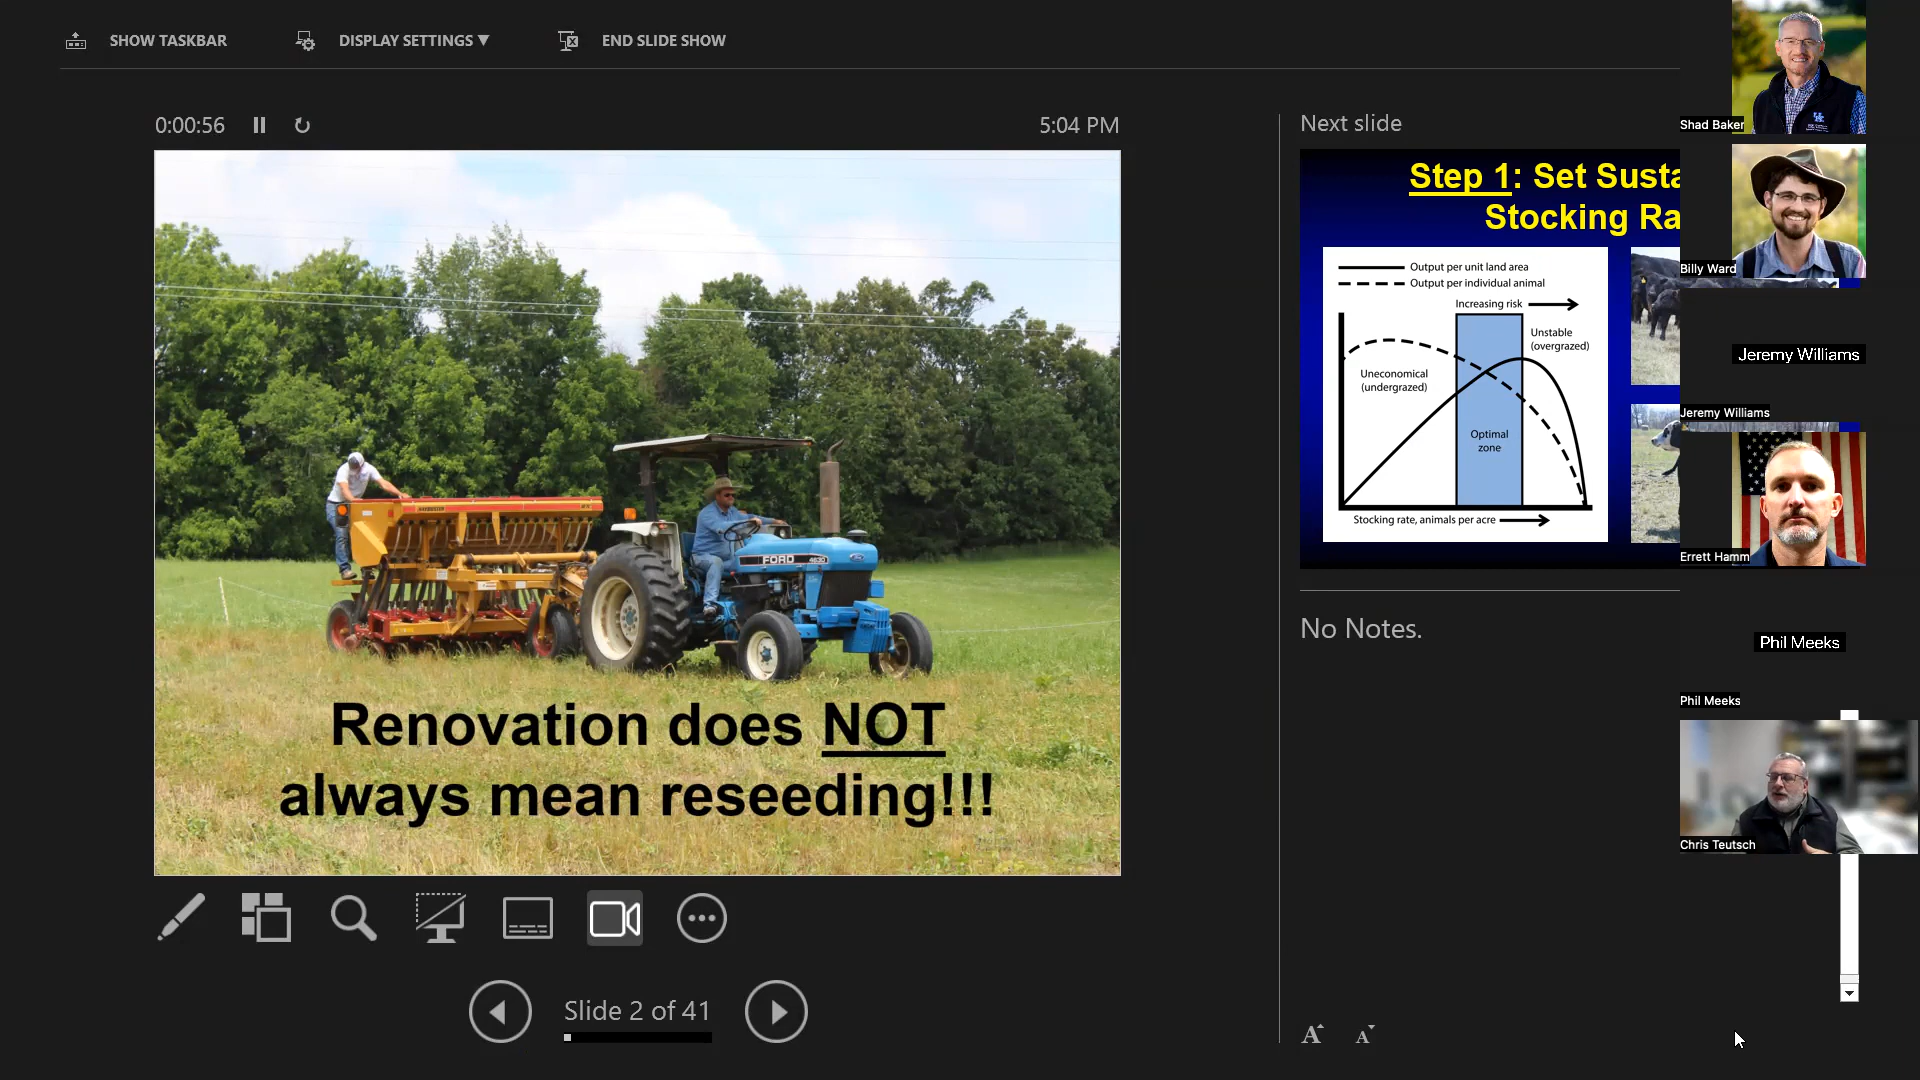 SHOW TASKBAR
DISPLAY SETTINGS ▼
END SLIDE SHOW
0:00:56
5:04 PM
FORD
4630
Renovation does NOT
always mean reseeding!!!
Slide 2 of 41
Next slide
Step 1: Set Susta
Stocking Ra
Output per unit land area
Output per individual animal
Increasing risk
Unstable
(overgrazed)
Uneconomical
(undergrazed)
Optimal
zone
Stocking rate, animals per acre
No Notes.
A
A
Shad Baker
Billy Ward
Jeremy Williams
Jeremy Williams
Errett Hamm
Phil Meeks
Phil Meeks
Chris Teutsch